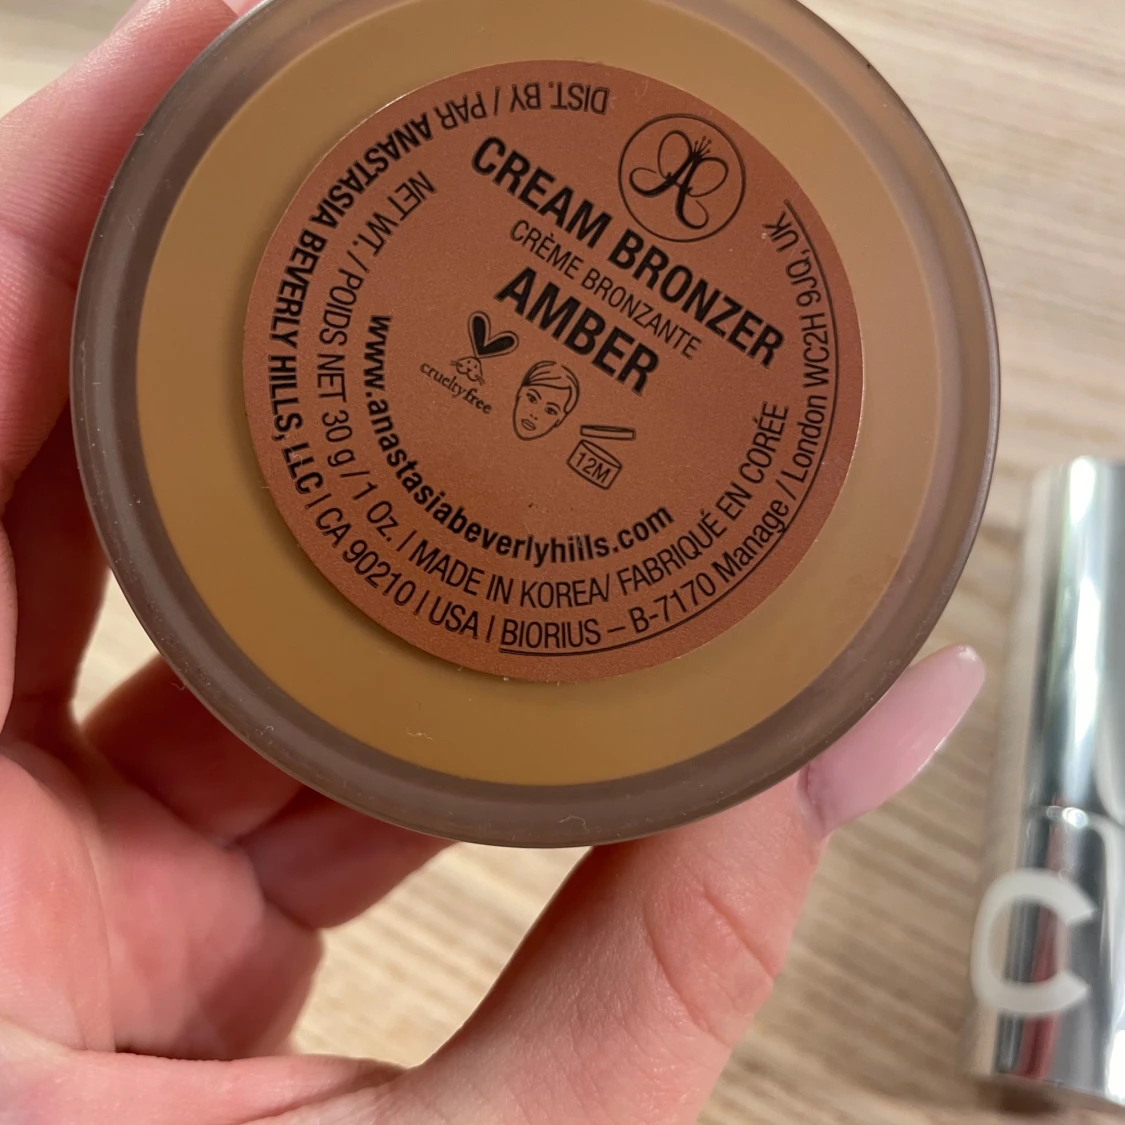 CREAM BRONZER
CRÈME BRONZANTE
AMBER
cruelty free
12M
www.anastasiabeverlyhills.com
NET WT. / POIDS NET 30 g / 1 Oz. | MADE IN KOREA/ FABRIQUÉ EN CORÉE
DIST. BY / PAR ANASTASIA BEVERLY HILLS, LLC | CA 90210 | USA | BIORIUS – B-7170 Manage / London WC2H 9JQ, UK
C